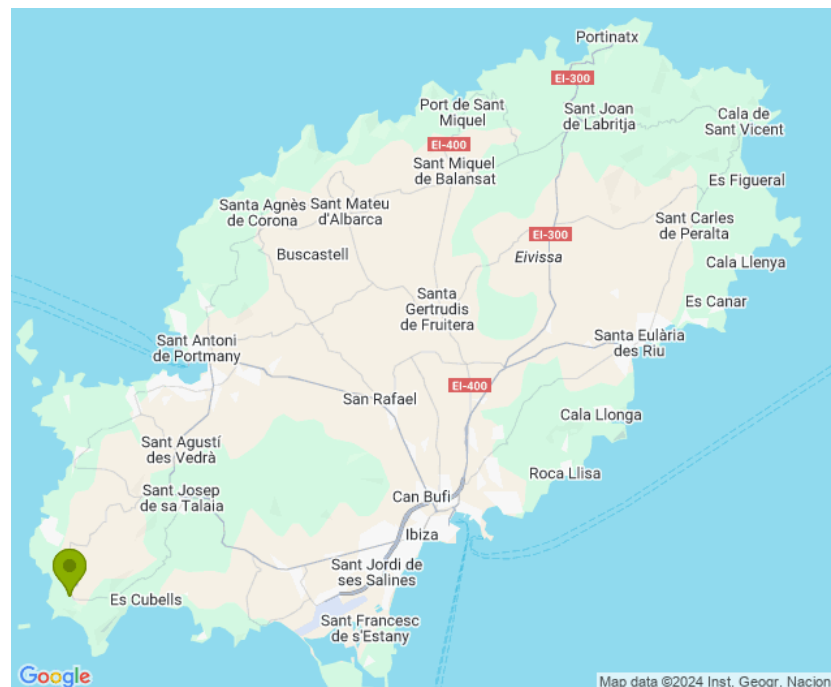 Portinatx
EI-300
Port de Sant
Miquel
Sant Joan
de Labritja
Cala de
Sant Vicent
EI-400
Sant Miquel
de Balansat
Es Figueral
Santa Agnès
de Corona
Sant Mateu
d'Albarca
Sant Carles
de Peralta
EI-300
Buscastell
Eivissa
Cala Llenya
Santa
Gertrudis
de Fruitera
Es Canar
Sant Antoni
de Portmany
Santa Eulària
des Riu
EI-400
San Rafael
Cala Llonga
Sant Agustí
des Vedrà
Roca Llisa
Sant Josep
de sa Talaia
Can Bufi
Ibiza
Sant Jordi de
ses Salines
Es Cubells
Sant Francesc
de s'Estany
Google
Map data ©2024 Inst. Geogr. Nacion